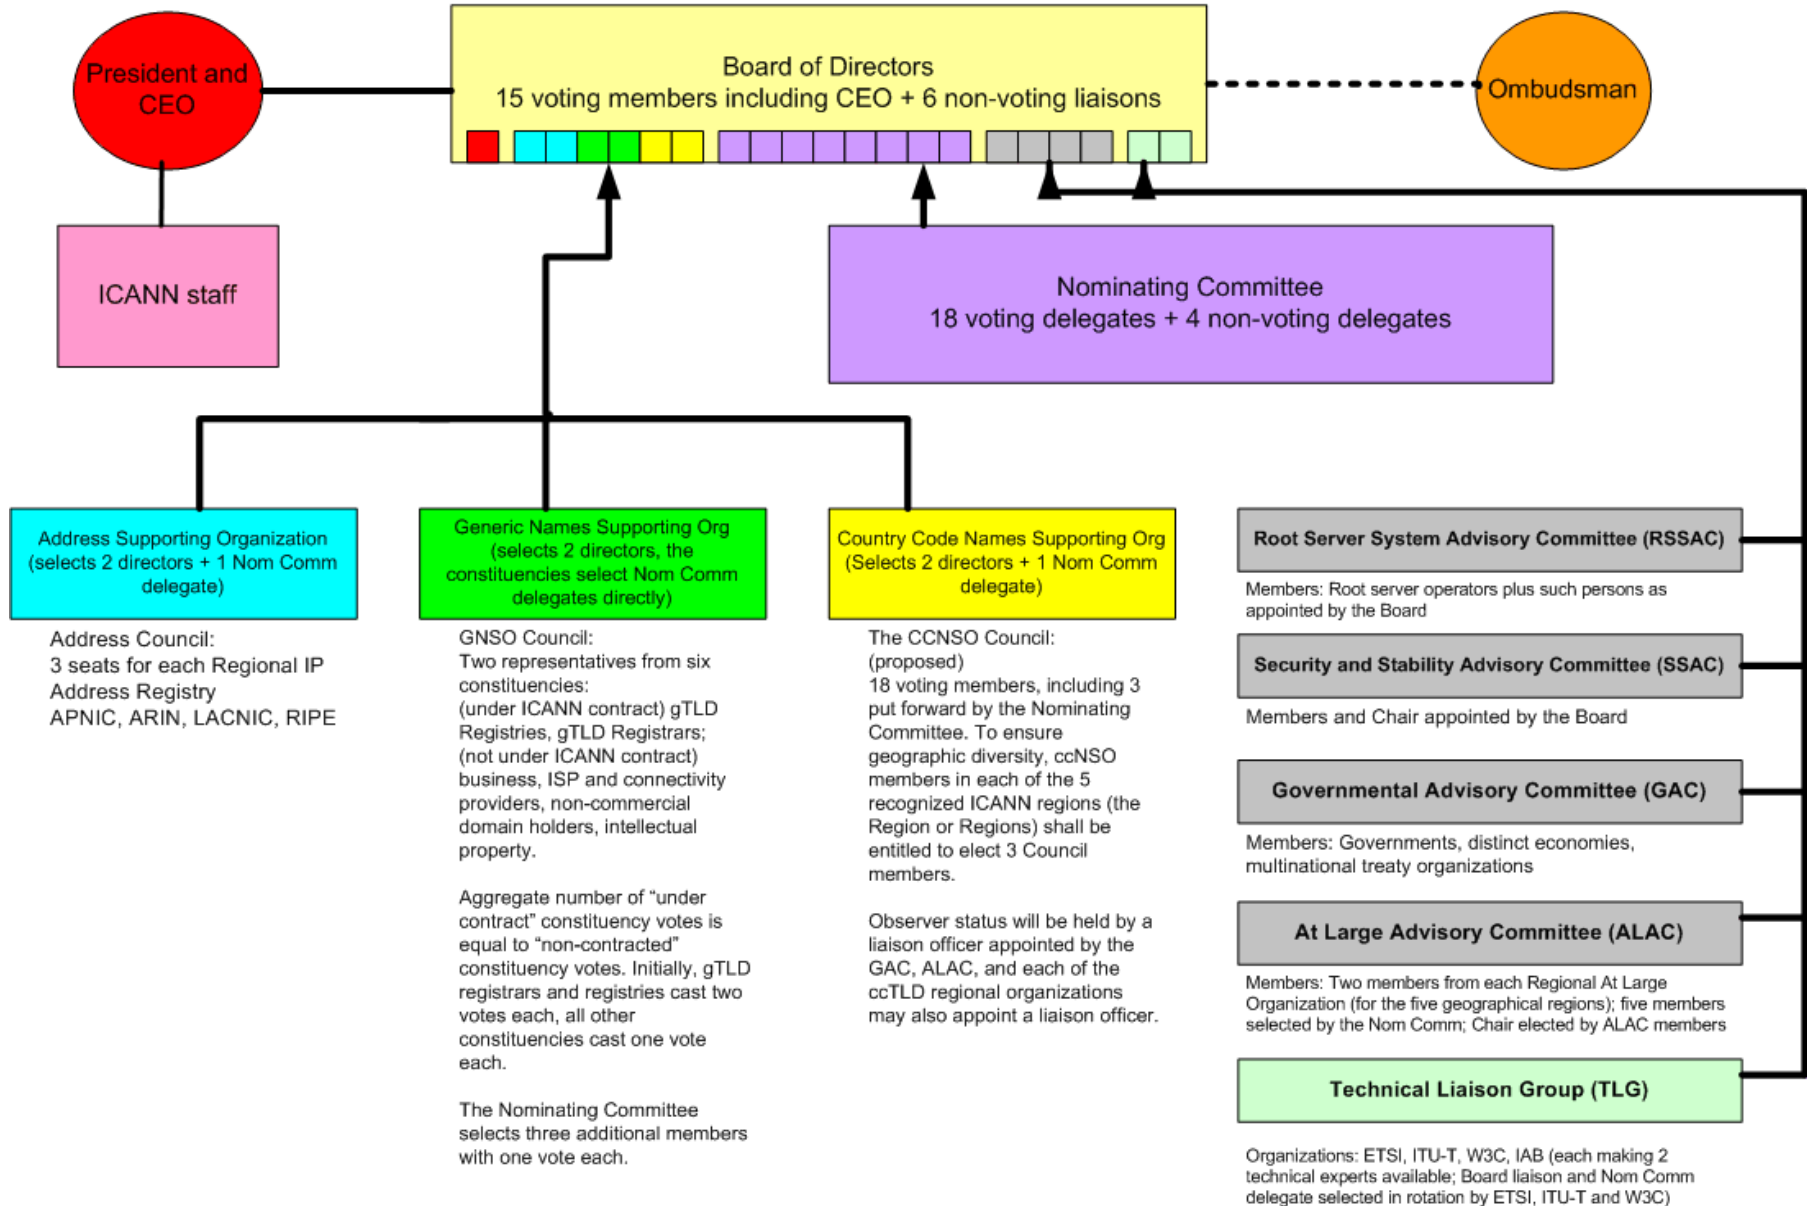 President and
CEO
Board of Directors
15 voting members including CEO + 6 non-voting liaisons
Ombudsman
ICANN staff
Nominating Committee
18 voting delegates + 4 non-voting delegates
Address Supporting Organization
(selects 2 directors + 1 Nom Comm
delegate)
Address Council:
3 seats for each Regional IP
Address Registry
APNIC, ARIN, LACNIC, RIPE
Generic Names Supporting Org
(selects 2 directors, the
constituencies select Nom Comm
delegates directly)
GNSO Council:
Two representatives from six
constituencies:
(under ICANN contract) gTLD
Registries, gTLD Registrars;
(not under ICANN contract)
business, ISP and connectivity
providers, non-commercial
domain holders, intellectual
property.
Aggregate number of “under
contract” constituency votes is
equal to “non-contracted”
constituency votes. Initially, gTLD
registrars and registries cast two
votes each, all other
constituencies cast one vote
each.
The Nominating Committee
selects three additional members
with one vote each.
Country Code Names Supporting Org
(Selects 2 directors + 1 Nom Comm
delegate)
The CCNSO Council:
(proposed)
18 voting members, including 3
put forward by the Nominating
Committee. To ensure
geographic diversity, ccNSO
members in each of the 5
recognized ICANN regions (the
Region or Regions) shall be
entitled to elect 3 Council
members.
Observer status will be held by a
liaison officer appointed by the
GAC, ALAC, and each of the
ccTLD regional organizations
may also appoint a liaison officer.
Root Server System Advisory Committee (RSSAC)
Members: Root server operators plus such persons as
appointed by the Board
Security and Stability Advisory Committee (SSAC)
Members and Chair appointed by the Board
Governmental Advisory Committee (GAC)
Members: Governments, distinct economies,
multinational treaty organizations
At Large Advisory Committee (ALAC)
Members: Two members from each Regional At Large
Organization (for the five geographical regions); five members
selected by the Nom Comm; Chair elected by ALAC members
Technical Liaison Group (TLG)
Organizations: ETSI, ITU-T, W3C, IAB (each making 2
technical experts available; Board liaison and Nom Comm
delegate selected in rotation by ETSI, ITU-T and W3C)